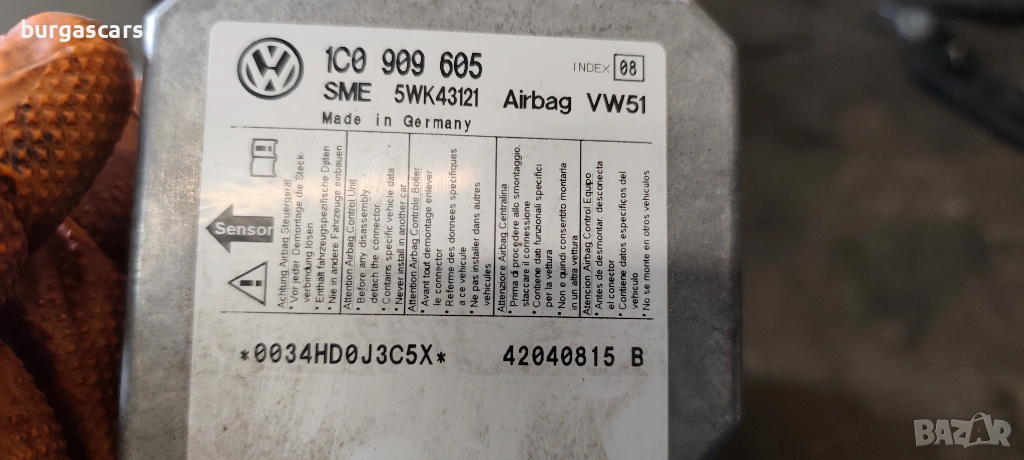 burgascars
1C0 909 605
INDEX 08
SME 5WK43121 Airbag VW51
Made in Germany
Sensor
Achtung Airbag Steuergerät
• Vor jeder Demontage die Steck-
verbindung lösen
• Enthält fahrzeugspezifische Daten
• Nie in andere Fahrzeuge einbauen
Attention Airbag Control Unit
• Before any disassembly
detach the connector
• Contains specific vehicle data
• Never install in another car
Attention Airbag Contrôle Boîtier
• Avant tout démontage enlever
le connector
• Referme des donnees specifiques
a ce vehicule
• Ne pas installer dans autres
vehicules
Attenzione Airbag Centralina
• Prima di procedere allo smontaggio,
staccare il connessione
• Contiene dati funzionali specifici
per la vettura
• Non e quindi consentito montarla
in un altra vettura
Atencion Airbag Control Equipo
• Antes de desmontar, desconecta
el conector
• Contiene datos especificos del
vehiculo
• No se monte en otros vehiculos
*0034HD0J3C5X* 42040815 B
BAZAR